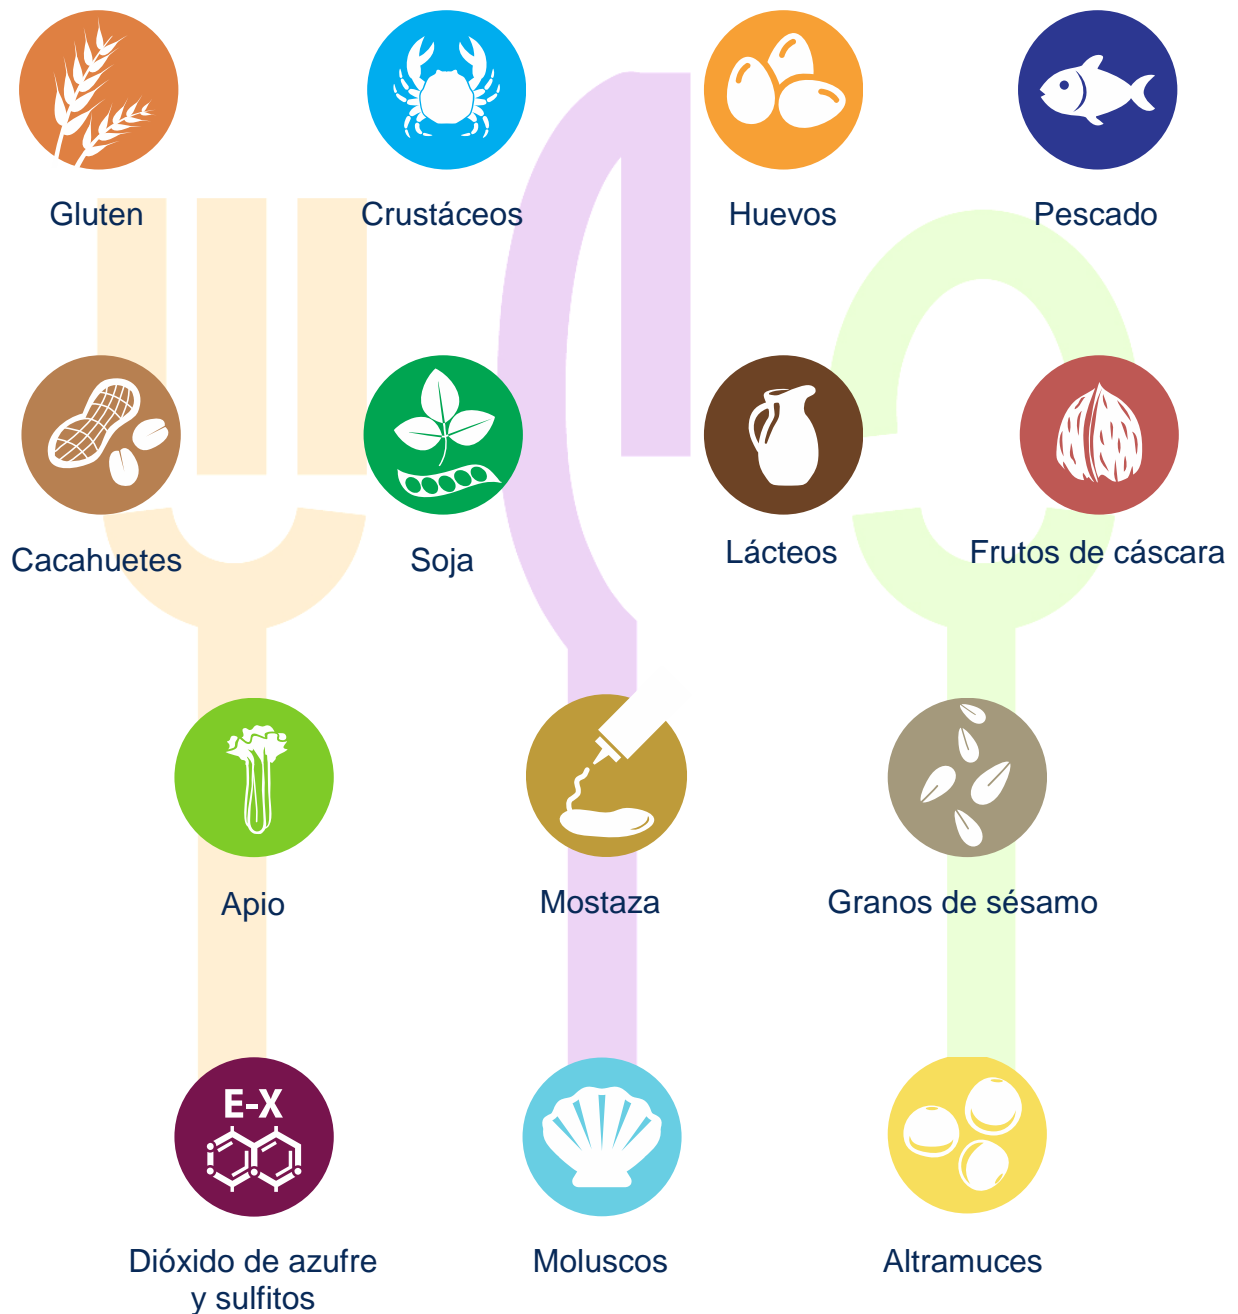 Gluten
Crustáceos
Huevos
Pescado
Cacahuetes
Soja
Lácteos
Frutos de cáscara
Apio
Mostaza
Granos de sésamo
E-X
Dióxido de azufre
y sulfitos
Moluscos
Altramuces